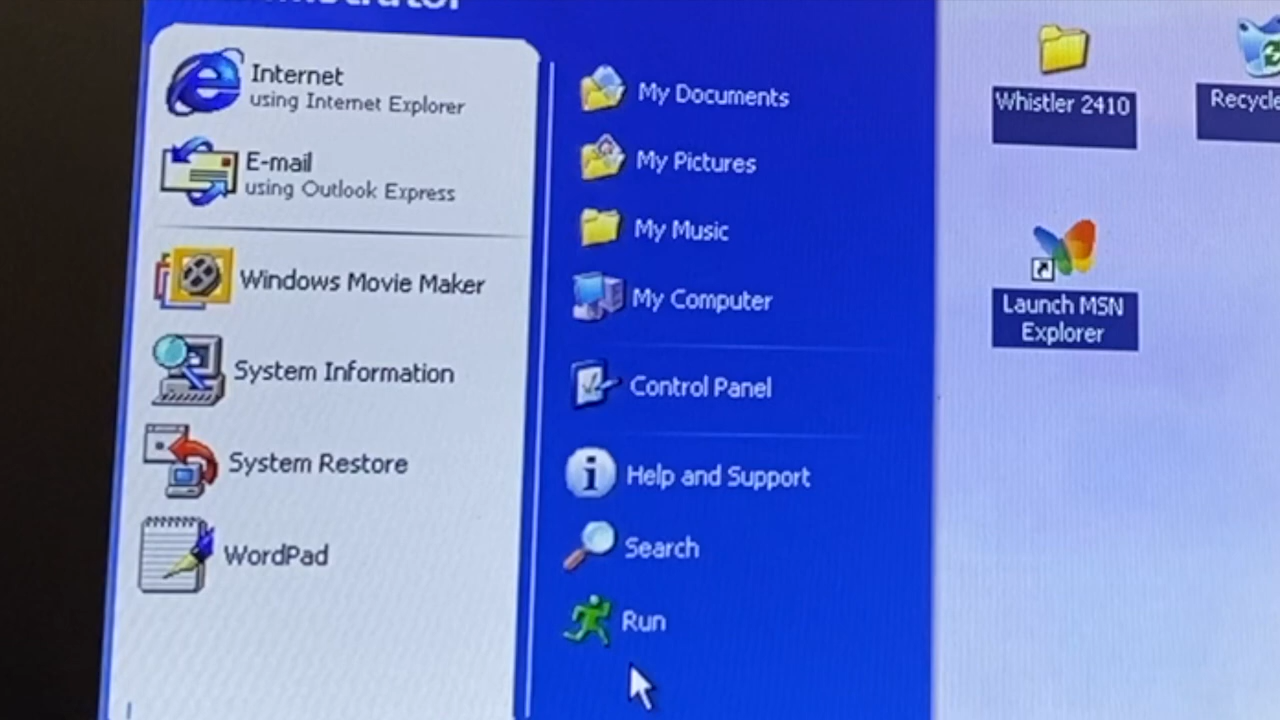 Internet
using Internet Explorer
E-mail
using Outlook Express
Windows Movie Maker
System Information
System Restore
WordPad
My Documents
My Pictures
My Music
My Computer
Control Panel
Help and Support
Search
Run
Whistler 2410
Recycle
Launch MSN
Explorer